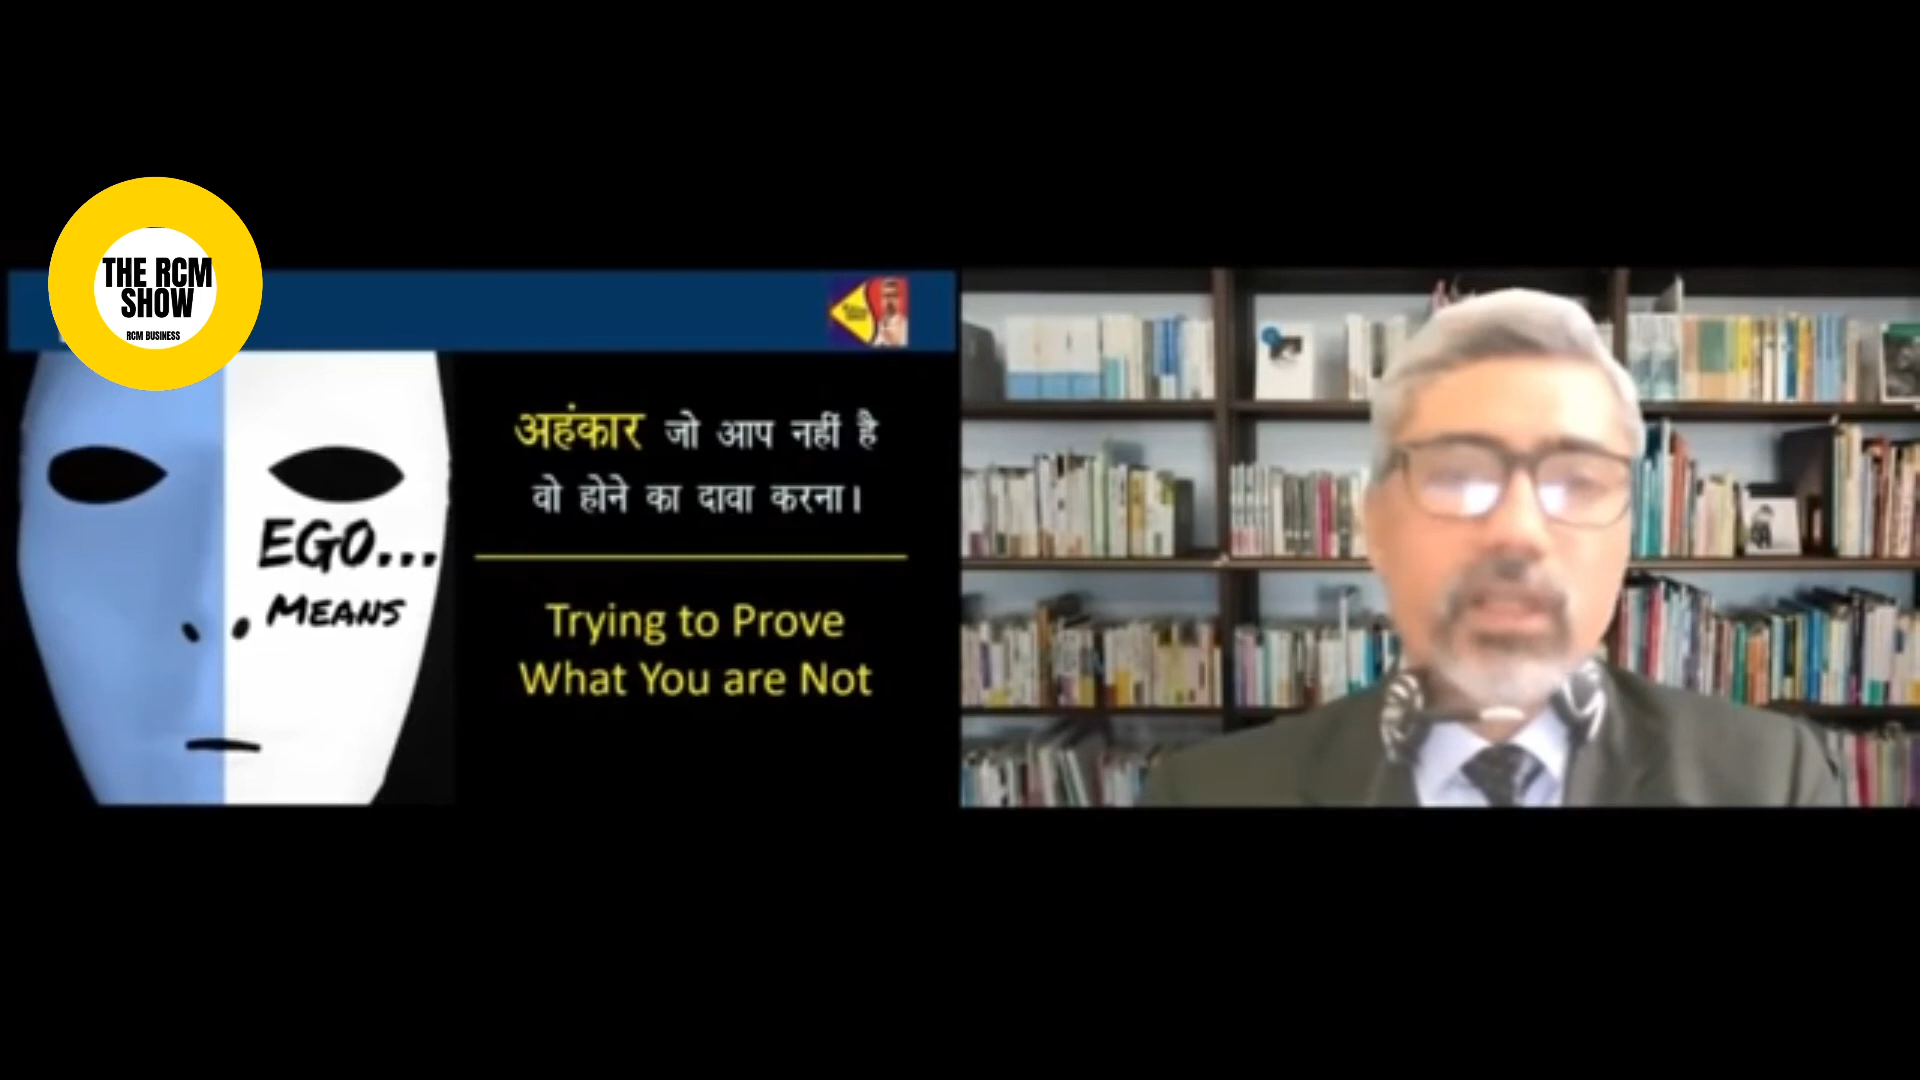 THE RCM
SHOW
RCM BUSINESS
EGO...
MEANS
अहंकार जो आप नहीं है
वो होने का दावा करना।
Trying to Prove
What You are Not